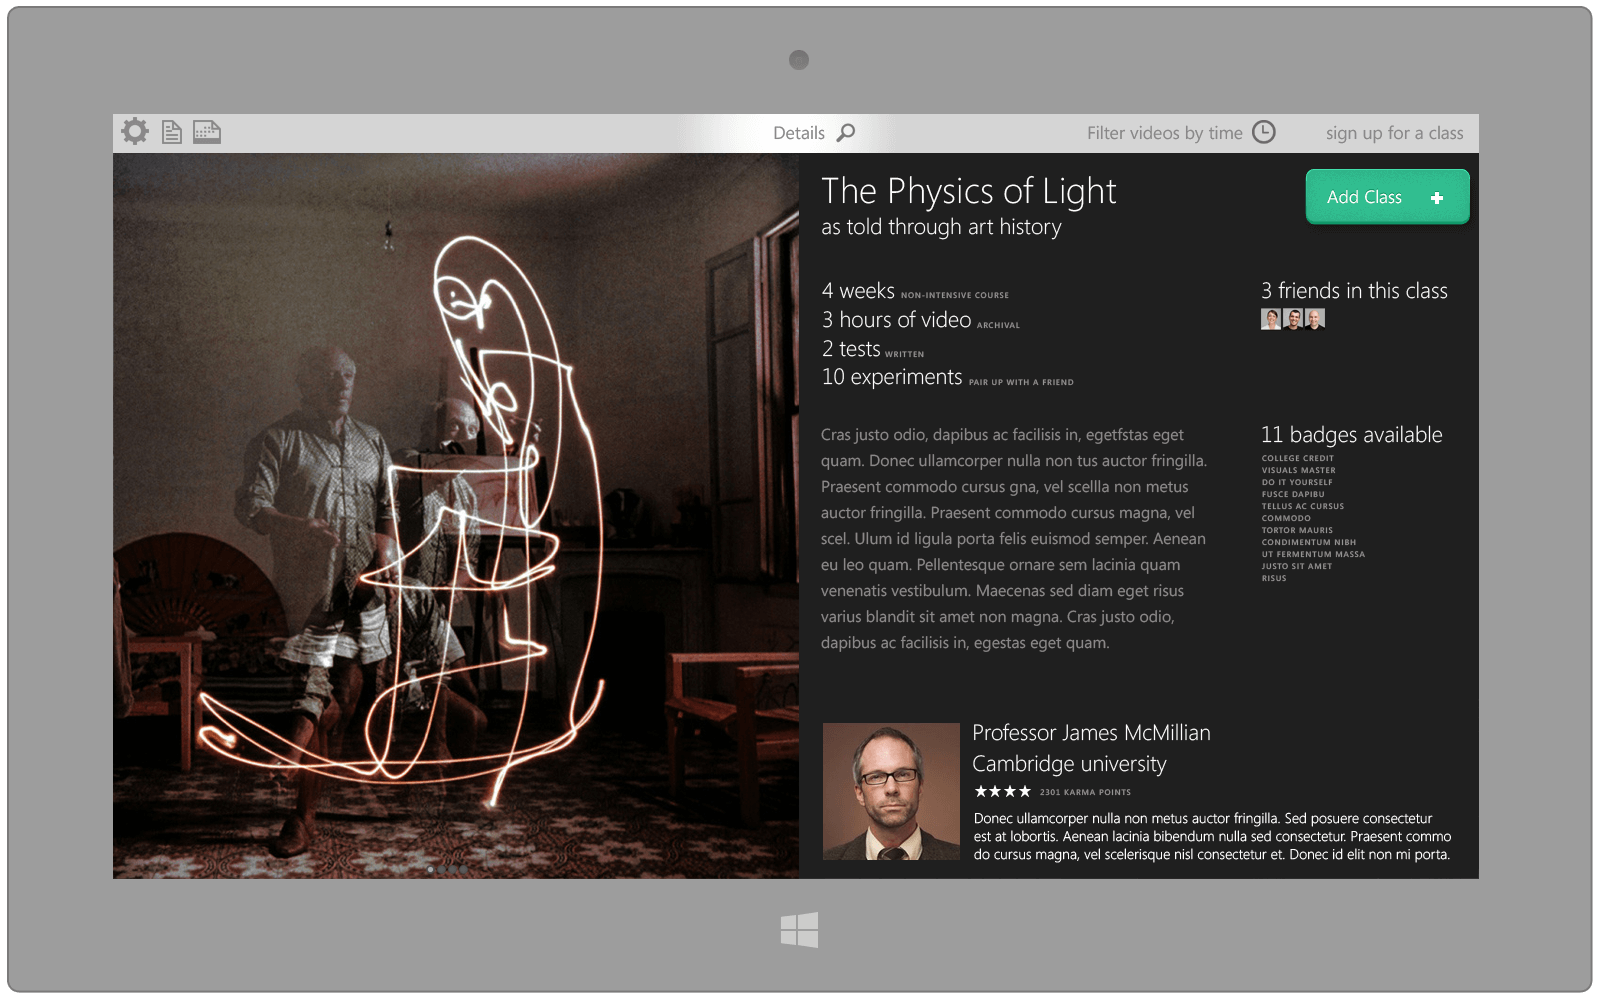 Details
Filter videos by time
sign up for a class
The Physics of Light
as told through art history
Add Class
4 weeks NON-INTENSIVE COURSE
3 hours of video ARCHIVAL
2 tests WRITTEN
10 experiments PAIR UP WITH A FRIEND
3 friends in this class
Cras justo odio, dapibus ac facilisis in, egetfstas eget
quam. Donec ullamcorper nulla non tus auctor fringilla.
Praesent commodo cursus gna, vel scellla non metus
auctor fringilla. Praesent commodo cursus magna, vel
scel. Ulum id ligula porta felis euismod semper. Aenean
eu leo quam. Pellentesque ornare sem lacinia quam
venenatis vestibulum. Maecenas sed diam eget risus
varius blandit sit amet non magna. Cras justo odio,
dapibus ac facilisis in, egestas eget quam.
11 badges available
COLLEGE CREDIT
VISUALS MASTER
DO IT YOURSELF
FUSCE DAPIBU
TELLUS AC CURSUS
COMMODO
TORTOR MAURIS
CONDIMENTUM NIBH
UT FERMENTUM MASSA
JUSTO SIT AMET
RISUS
Professor James McMillian
Cambridge university
2301 KARMA POINTS
Donec ullamcorper nulla non metus auctor fringilla. Sed posuere consectetur
est at lobortis. Aenean lacinia bibendum nulla sed consectetur. Praesent commo
do cursus magna, vel scelerisque nisl consectetur et. Donec id elit non mi porta.